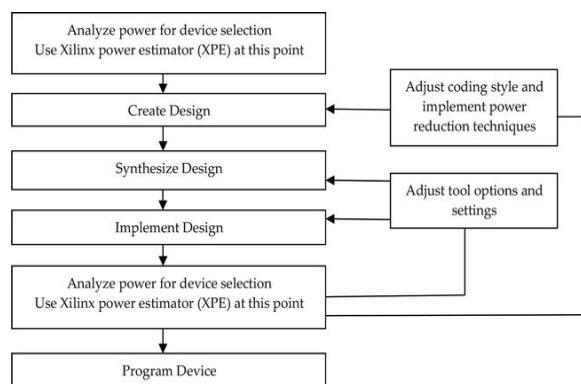 Analyze power for device selection
Use Xilinx power estimator (XPE) at this point
Create Design
Adjust coding style and
implement power
reduction techniques
Synthesize Design
Adjust tool options and
settings
Implement Design
Analyze power for device selection
Use Xilinx power estimator (XPE) at this point
Program Device